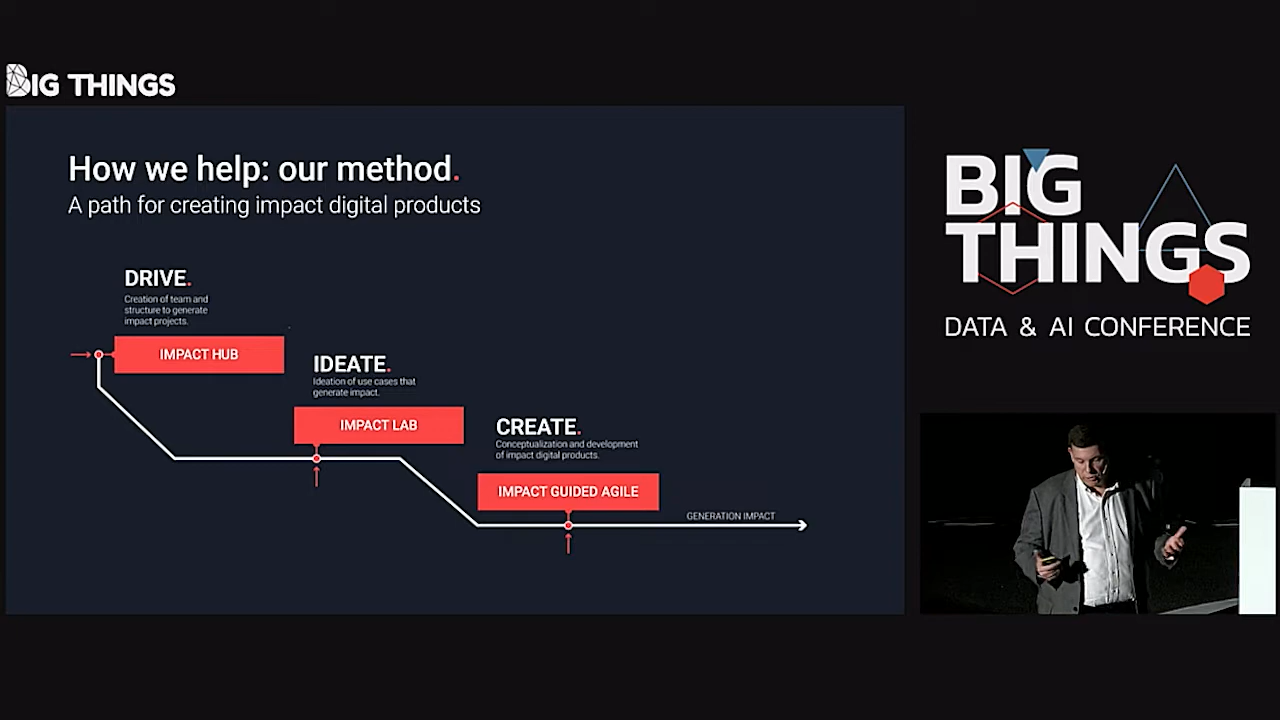 BIG THINGS
How we help: our method.
A path for creating impact digital products
DRIVE.
Creation of team and
structure to generate
impact projects.
IMPACT HUB
IDEATE.
Ideation of use cases that
generate impact.
IMPACT LAB
CREATE.
Conceptualization and development
of impact digital products.
IMPACT GUIDED AGILE
GENERATION IMPACT
BIG
THINGS
DATA & AI CONFERENCE